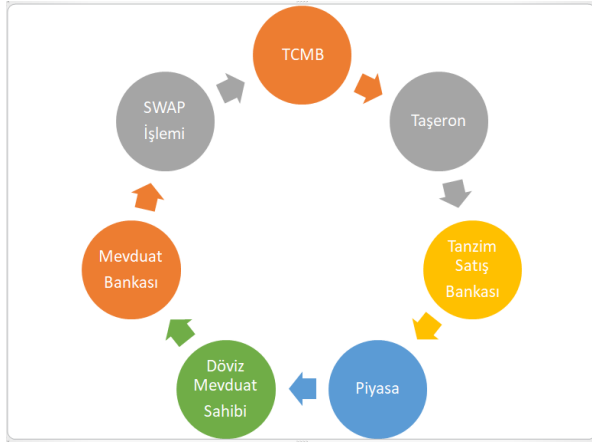 TCMB
Taşeron
Tanzim
Satış
Bankası
Piyasa
Döviz
Mevduat
Sahibi
Mevduat
Bankası
SWAP
İşlemi